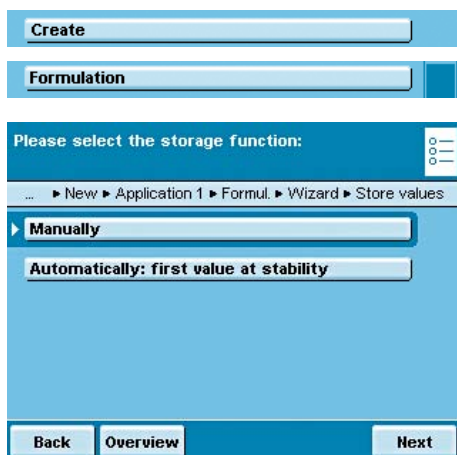 Create
Formulation
Please select the storage function:
... ▸ New ▸ Application 1 ▸ Formul. ▸ Wizard ▸ Store values
Manually
Automatically: first value at stability
Back Overview Next